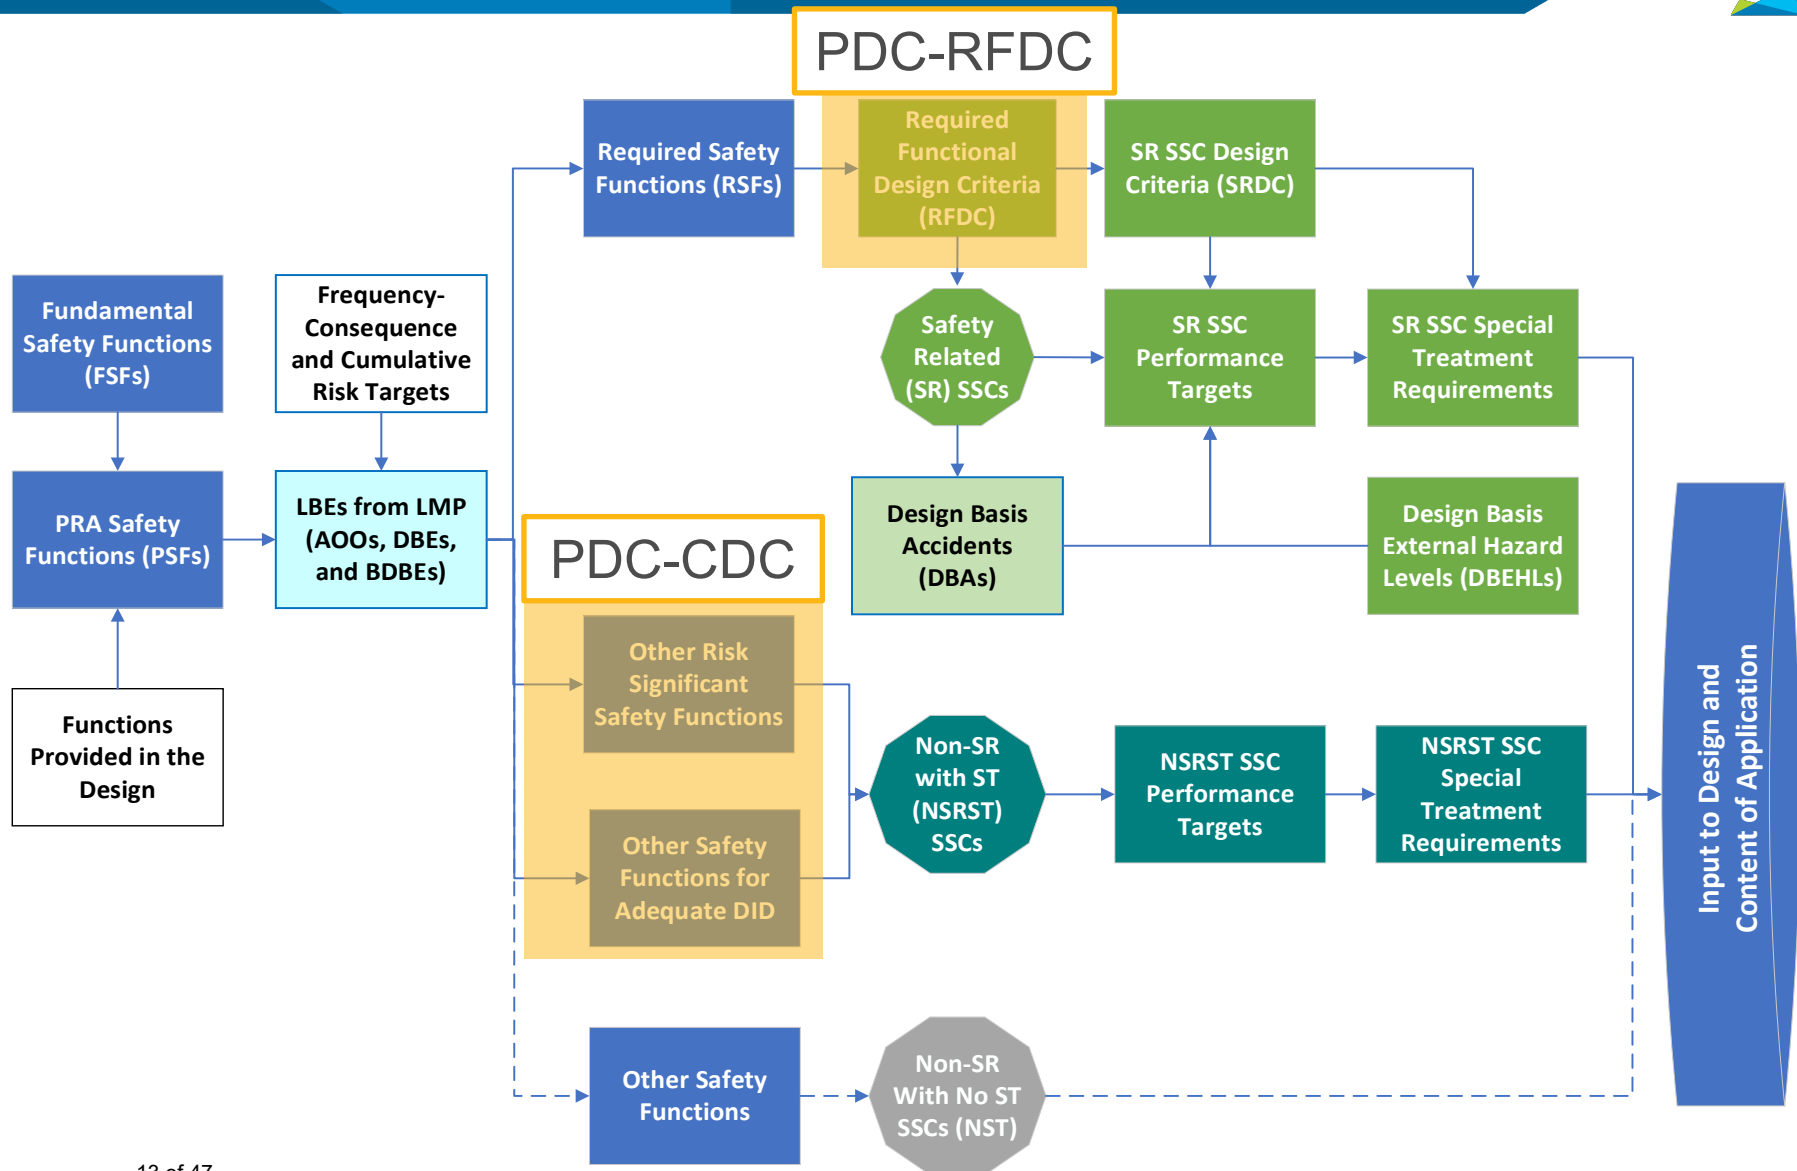 PDC-RFDC
Required Safety
Functions (RSFs)
Required
Functional
Design Criteria
(RFDC)
SR SSC Design
Criteria (SRDC)
Fundamental
Safety Functions
(FSFs)
Frequency-
Consequence
and Cumulative
Risk Targets
Safety
Related
(SR) SSCs
SR SSC
Performance
Targets
SR SSC Special
Treatment
Requirements
PRA Safety
Functions (PSFs)
LBEs from LMP
(AOOs, DBEs,
and BDBEs)
PDC-CDC
Design Basis
Accidents
(DBAs)
Design Basis
External Hazard
Levels (DBEHLs)
Functions
Provided in the
Design
Other Risk
Significant
Safety Functions
Other Safety
Functions for
Adequate DID
Non-SR
with ST
(NSRST)
SSCs
NSRST SSC
Performance
Targets
NSRST SSC
Special
Treatment
Requirements
Input to Design and
Content of Application
Other Safety
Functions
Non-SR
With No ST
SSCs (NST)
13 of 47